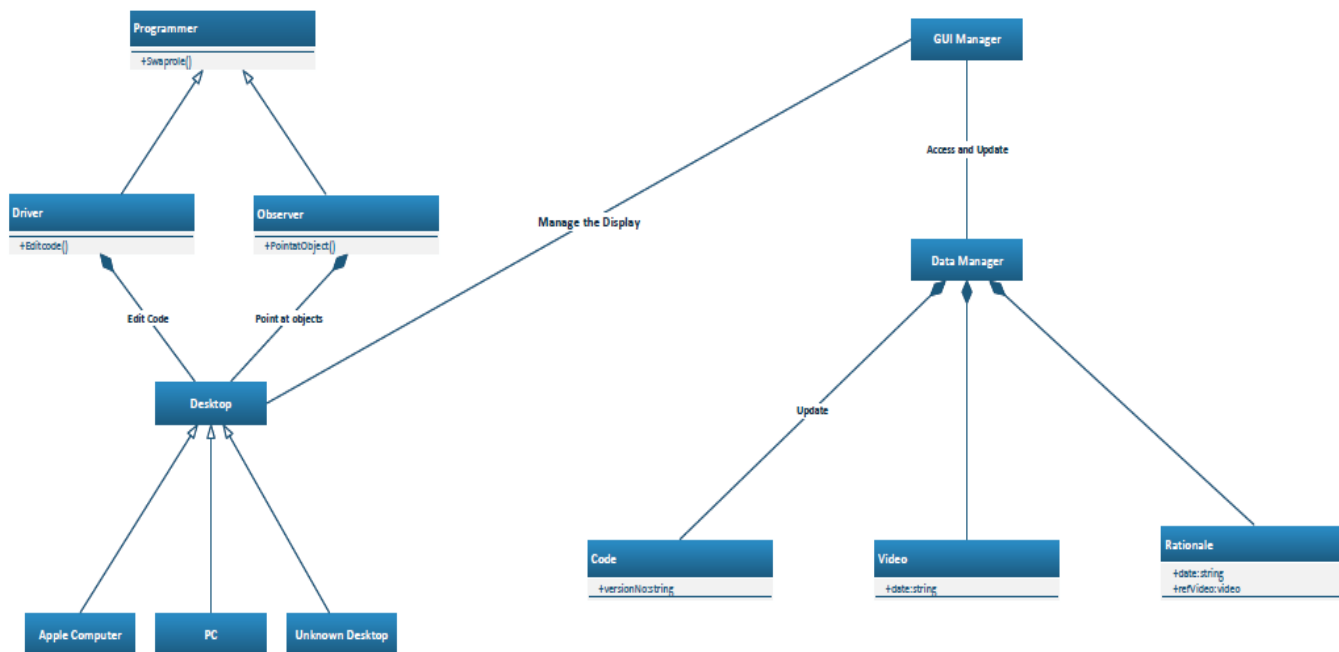 Programmer
+Swaprole()
GUI Manager
Access and Update
Driver
+Editcode()
Observer
+PointatObject()
Manage the Display
Data Manager
Edit Code
Point at objects
Desktop
Update
Code
+versionNo:string
Video
+date:string
Rationale
+date:string
+refVideo:video
Apple Computer
PC
Unknown Desktop